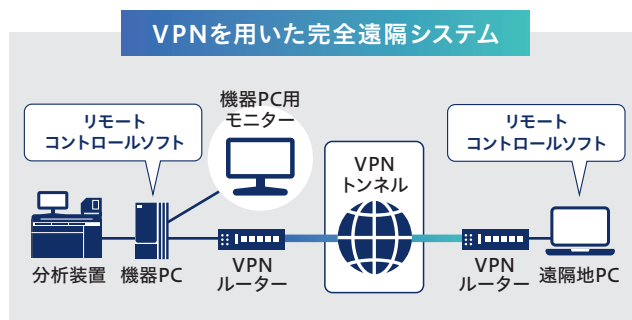 VPNを用いた完全遠隔システム
リモート
コントロールソフト
機器PC用
モニター
VPN
トンネル
リモート
コントロールソフト
分析装置
機器PC
VPN
ルーター
VPN
ルーター
遠隔地PC